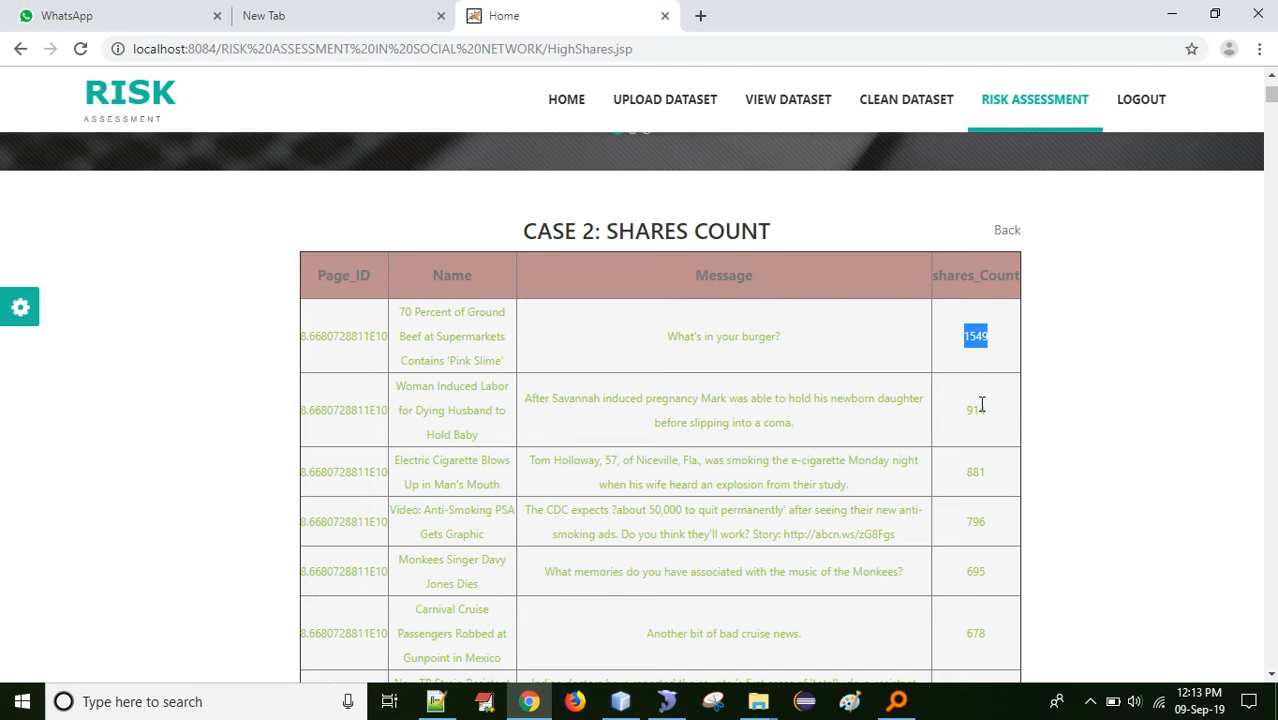 WhatsApp
New Tab
Home
localhost:8084/RISK%20ASSESSMENT%20IN%20SOCIAL%20NETWORK/HighShares.jsp
RISK
ASSESSMENT
HOME
UPLOAD DATASET
VIEW DATASET
CLEAN DATASET
RISK ASSESSMENT
LOGOUT
CASE 2: SHARES COUNT
Back
Page_ID
Name
Message
shares_Count
8.6680728811E10
70 Percent of Ground
Beef at Supermarkets
Contains 'Pink Slime'
What's in your burger?
1549
8.6680728811E10
Woman Induced Labor
for Dying Husband to
Hold Baby
After Savannah induced pregnancy Mark was able to hold his newborn daughter
before slipping into a coma.
8.6680728811E10
Electric Cigarette Blows
Up in Man's Mouth
Tom Holloway, 57, of Niceville, Fla., was smoking the e-cigarette Monday night
when his wife heard an explosion from their study.
881
8.6680728811E10
Video: Anti-Smoking PSA
Gets Graphic
The CDC expects ?about 50,000 to quit permanently' after seeing their new anti-
smoking ads. Do you think they'll work? Story: http://abcn.ws/zG8Fgs
796
8.6680728811E10
Monkees Singer Davy
Jones Dies
What memories do you have associated with the music of the Monkees?
695
8.6680728811E10
Carnival Cruise
Passengers Robbed at
Gunpoint in Mexico
Another bit of bad cruise news.
678
Type here to search
12:13 PM
09-Sep-19